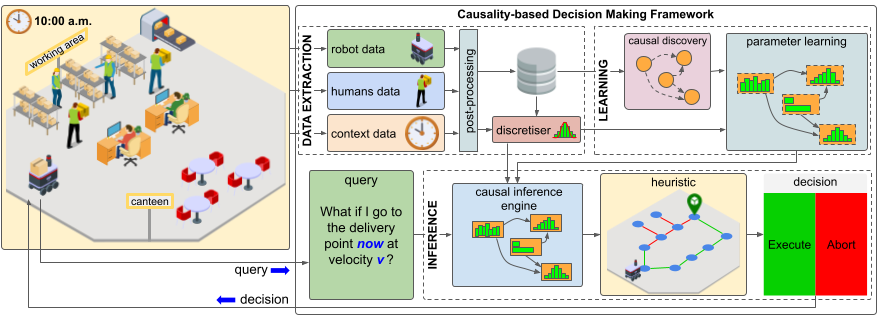 Causality-based Decision Making Framework
10:00 a.m.
working area
canteen
DATA EXTRACTION
robot data
humans data
context data
post-processing
discretiser
LEARNING
causal discovery
parameter learning
query
What if I go to
the delivery
point now at
velocity v ?
INFERENCE
causal inference
engine
heuristic
decision
Execute
Abort
query
decision